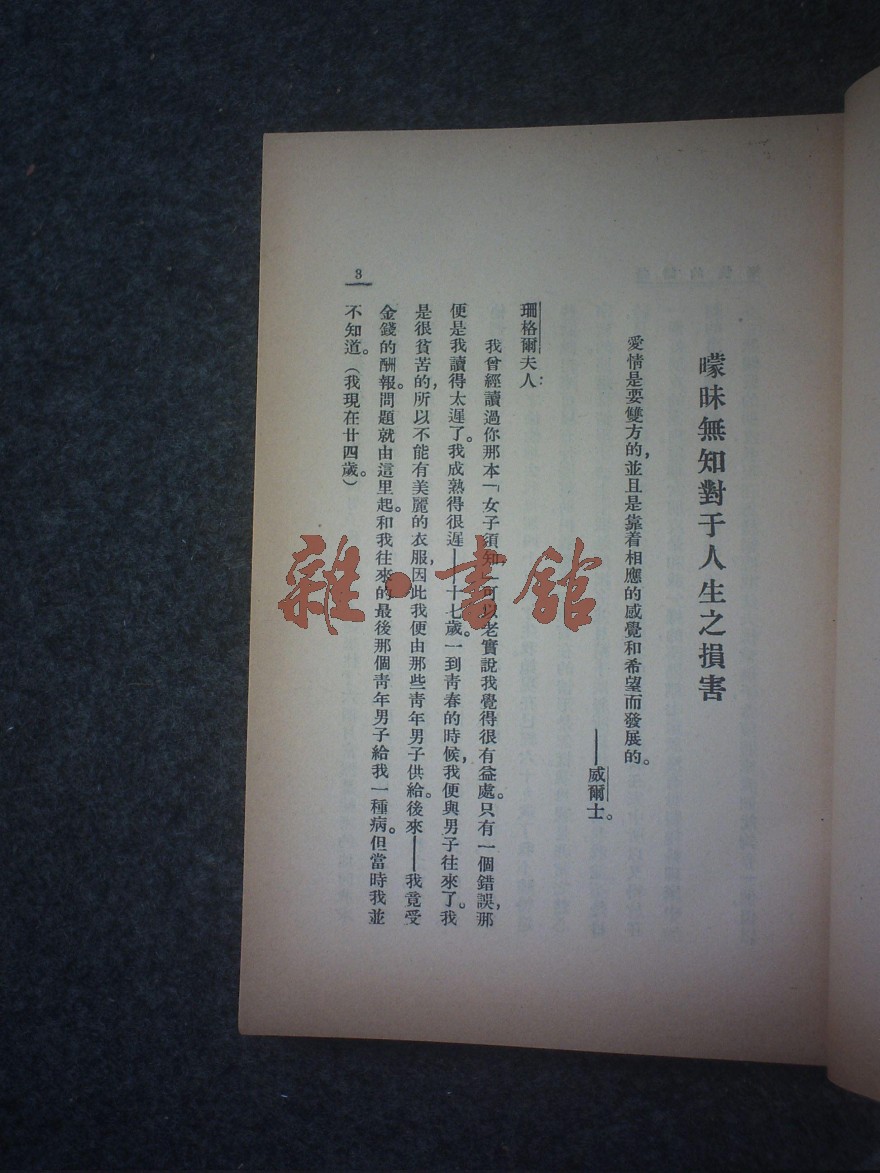 曚昧無知對于人生之損害
愛情是要雙方的，並且是靠着相應的感覺和希望而發展的。
——威爾士。
珊格爾夫人：
我曾經讀過你那本「女子須知」可以老實說我覺得很有益處。只有一個錯誤，那
便是我讀得太遲了。我成熟得很遲——十七歲。一到青春的時候，我便與男子往來了。我
是很貧苦的，所以不能有美麗的衣服，因此我便由那些青年男子供給。後來——我竟受
金錢的酬報。問題就由這里起。和我往來的最後那個青年男子給我一種病。但當時我並
不知道。（我現在廿四歲。）
3
雜·書館